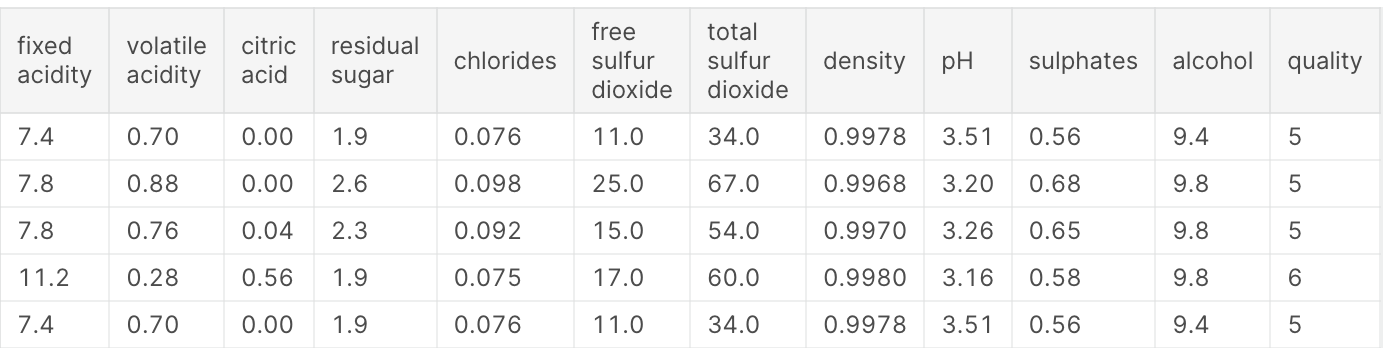 fixed acidity volatile acidity citric acid residual sugar chlorides free sulfur dioxide total sulfur dioxide density pH sulphates alcohol quality
7.4 0.70 0.00 1.9 0.076 11.0 34.0 0.9978 3.51 0.56 9.4 5
7.8 0.88 0.00 2.6 0.098 25.0 67.0 0.9968 3.20 0.68 9.8 5
7.8 0.76 0.04 2.3 0.092 15.0 54.0 0.9970 3.26 0.65 9.8 5
11.2 0.28 0.56 1.9 0.075 17.0 60.0 0.9980 3.16 0.58 9.8 6
7.4 0.70 0.00 1.9 0.076 11.0 34.0 0.9978 3.51 0.56 9.4 5